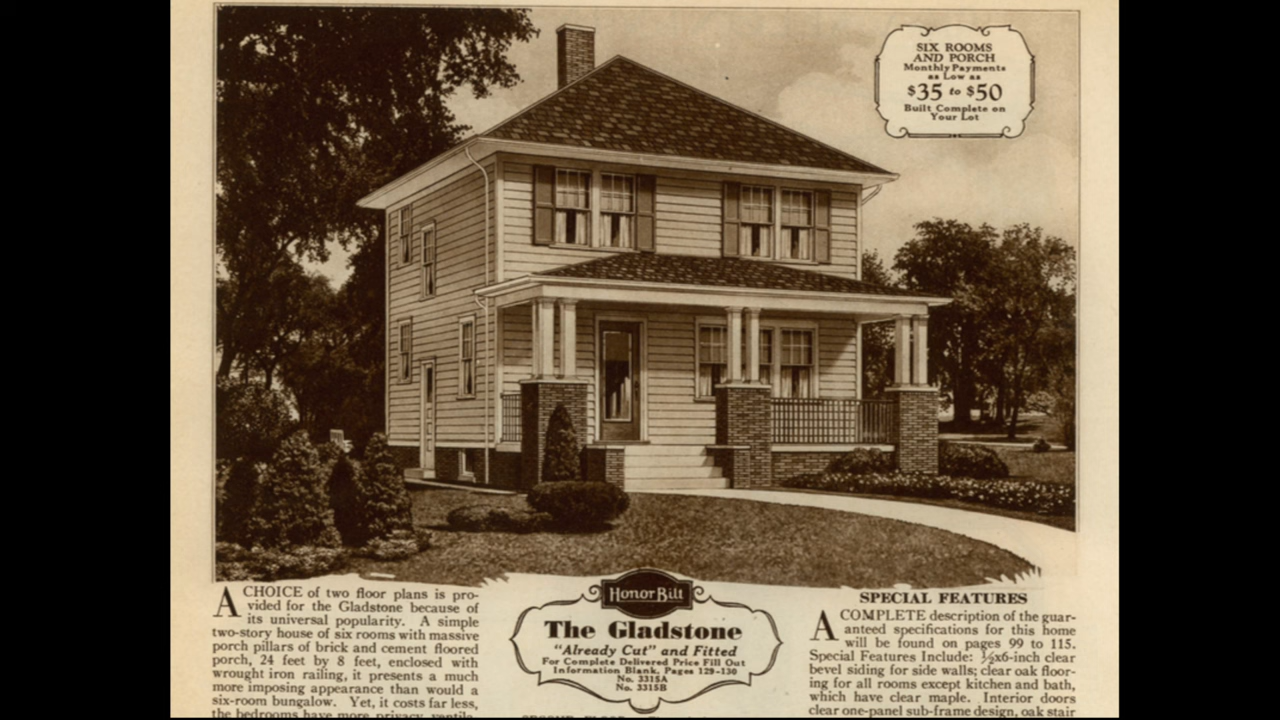 SIX ROOMS
AND PORCH
Monthly Payments
as Low as
$35 to $50
Built Complete on
Your Lot
A CHOICE of two floor plans is pro-
vided for the Gladstone because of
its universal popularity. A simple
two-story house of six rooms with massive
porch pillars of brick and cement floored
porch, 24 feet by 8 feet, enclosed with
wrought iron railing, it presents a much
more imposing appearance than would a
six-room bungalow. Yet, it costs far less,
the bedrooms have more privacy, ventila-
Honor Bilt
The Gladstone
"Already Cut" and Fitted
For Complete Delivered Price Fill Out
Information Blank, Pages 129-130
No. 3315A
No. 3315B
SPECIAL FEATURES
A COMPLETE description of the guar-
anteed specifications for this home
will be found on pages 99 to 115.
Special Features Include: ½x6-inch clear
bevel siding for side walls; clear oak floor-
ing for all rooms except kitchen and bath,
which have clear maple. Interior doors
clear one-panel sub-frame design, oak stair